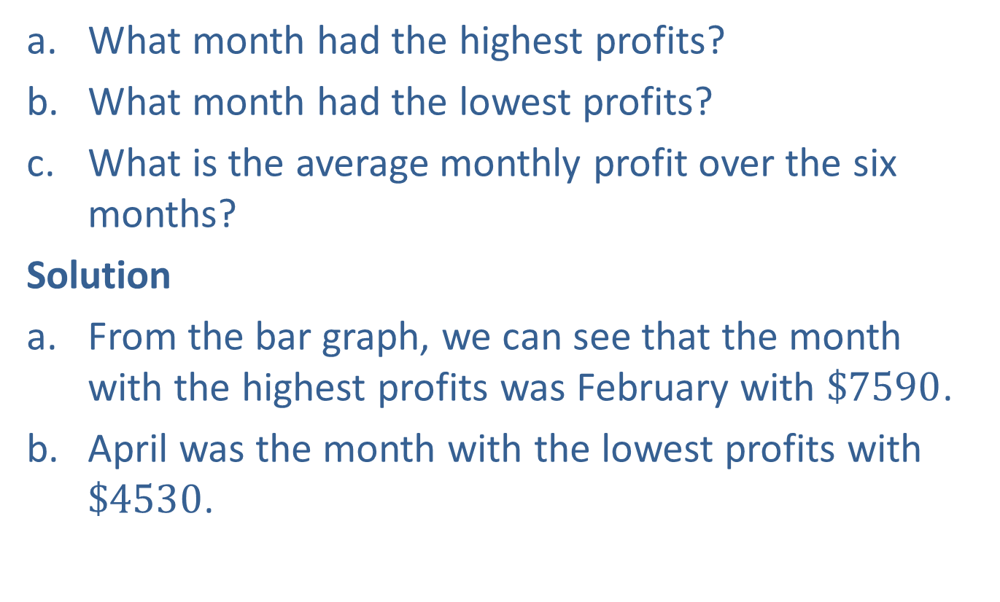 a. What month had the highest profits?
b. What month had the lowest profits?
c. What is the average monthly profit over the six
months?
Solution
a. From the bar graph, we can see that the month
with the highest profits was February with $7590.
b. April was the month with the lowest profits with
$4530.